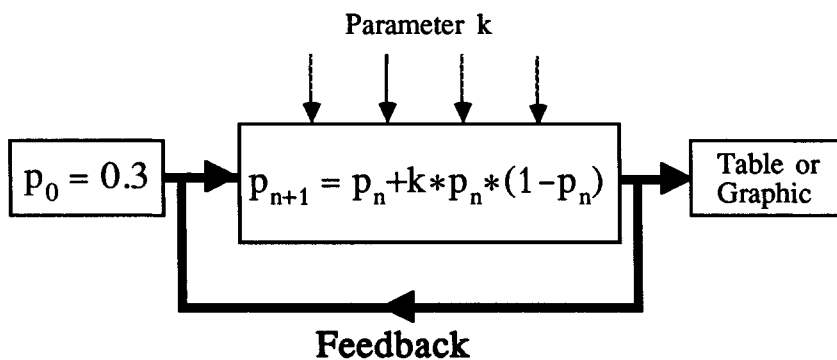 Parameter k
p₀ = 0.3
pₙ₊₁ = pₙ+k*pₙ*(1-pₙ)
Table or
Graphic
Feedback